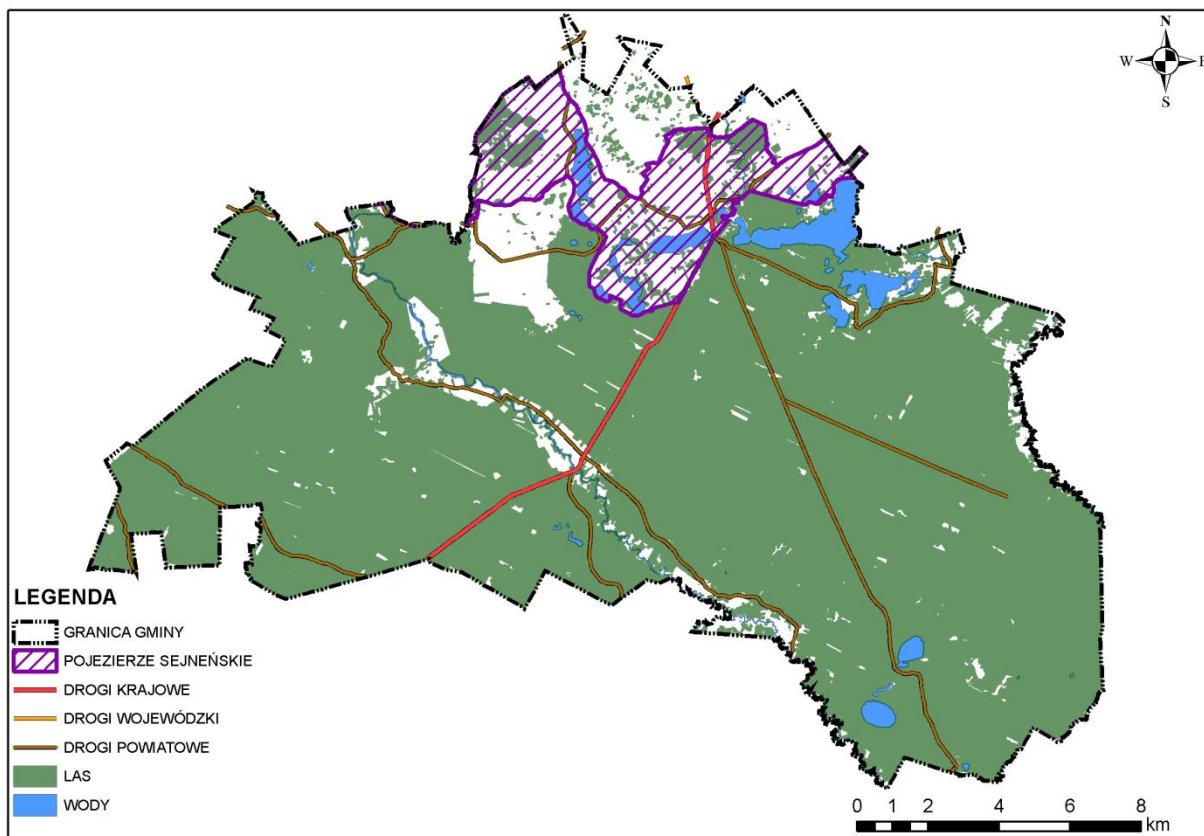 N
W E
S
LEGENDA
GRANICA GMINY
POJEZIERZE SEJNEŃSKIE
DROGI KRAJOWE
DROGI WOJEWÓDZKI
DROGI POWIATOWE
LAS
WODY
0 1 2 4 6 8
km